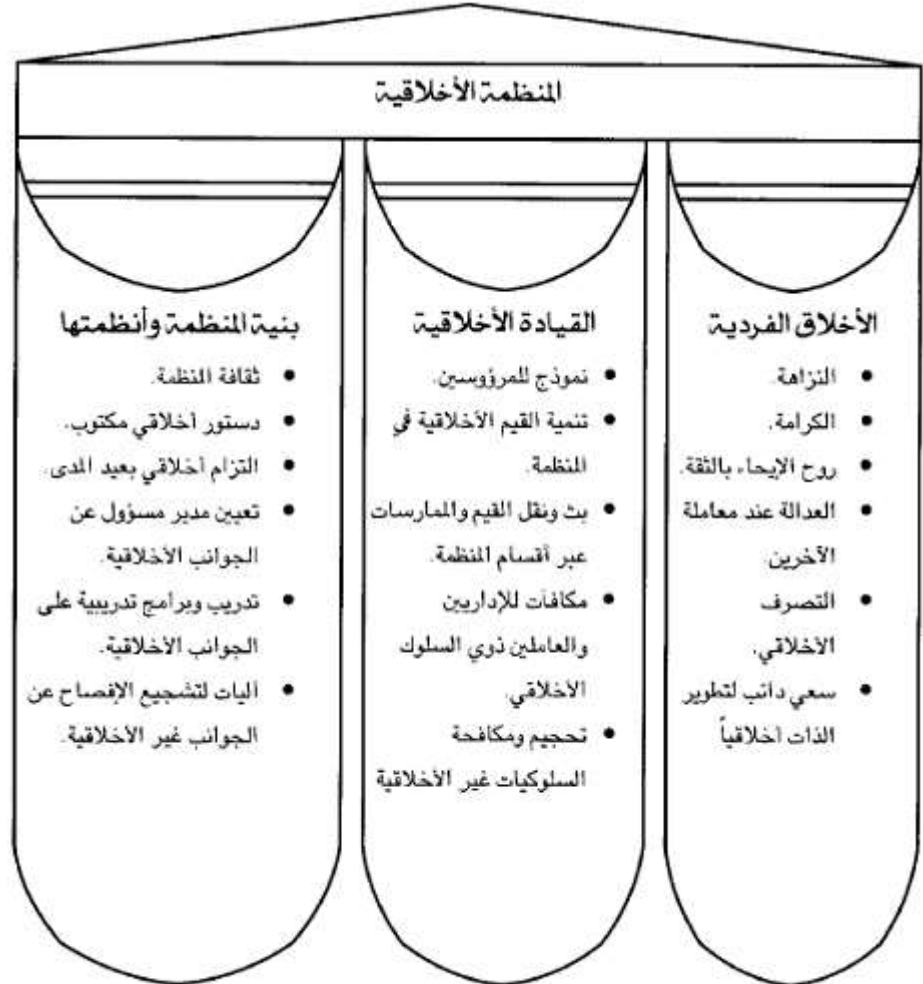 المنظمة الأخلاقية
الأخلاق الفردية
• النزاهة.
• الكرامة.
• روح الإيحاء بالثقة.
• العدالة عند معاملة
الآخرين.
• التصرف
الأخلاقي.
• سعي دائب لتطوير
الذات أخلاقياً
القيادة الأخلاقية
• نموذج للمرؤوسين.
• تنمية القيم الأخلاقية في
المنظمة.
• بث ونقل القيم والممارسات
عبر أقسام المنظمة.
• مكافآت للإداريين
والعاملين ذوي السلوك
الأخلاقي.
• تحجيم ومكافحة
السلوكيات غير الأخلاقية
بنية المنظمة وأنظمتها
• ثقافة المنظمة.
• دستور أخلاقي مكتوب.
• التزام أخلاقي بعيد المدى.
• تعيين مدير مسؤول عن
الجوانب الأخلاقية.
• تدريب وبرامج تدريبية على
الجوانب الأخلاقية.
• آليات لتشجيع الإفصاح عن
الجوانب غير الأخلاقية.